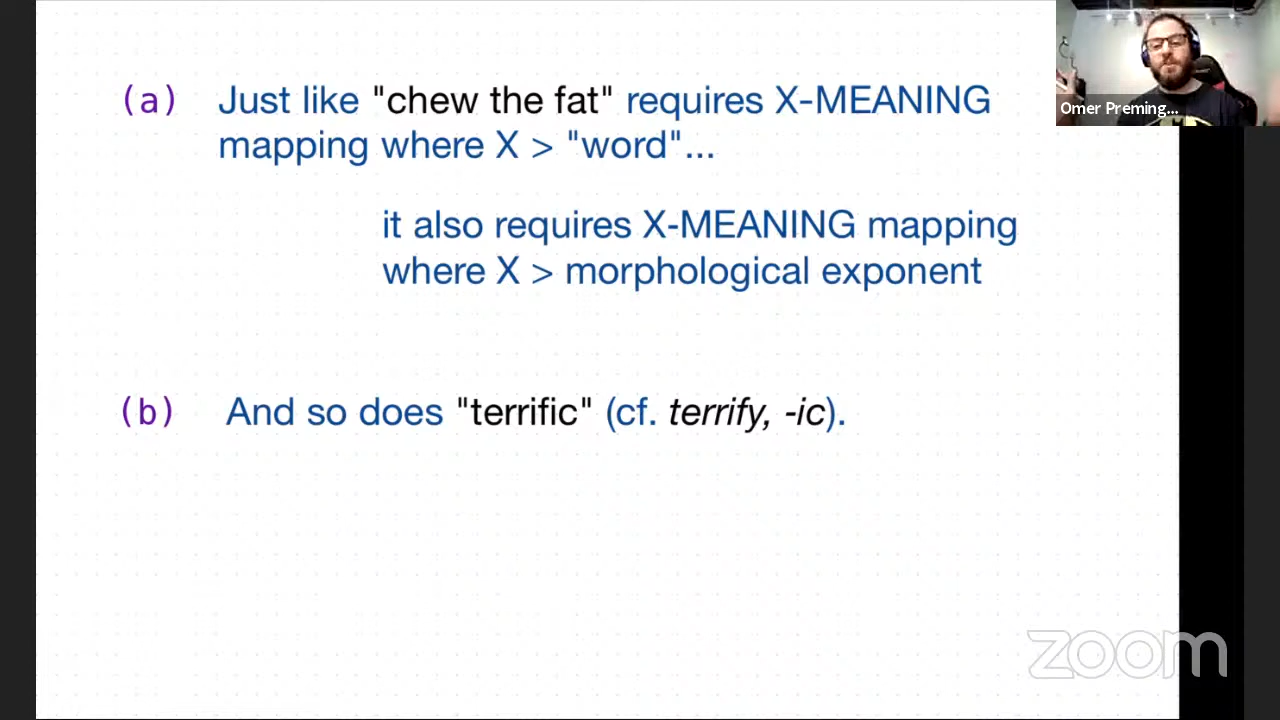 (a) Just like "chew the fat" requires X-MEANING
mapping where X > "word"...
it also requires X-MEANING mapping
where X > morphological exponent
(b) And so does "terrific" (cf. terrify, -ic).
Omer Preming...
zoom